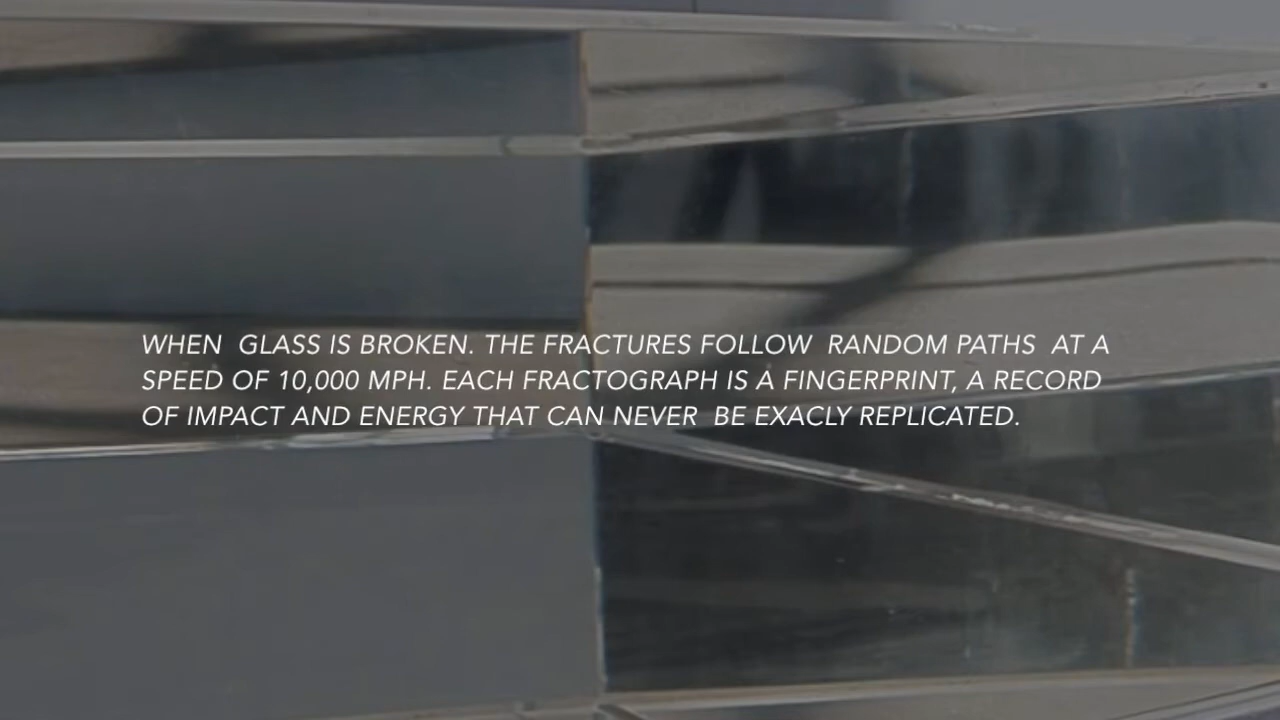 WHEN  GLASS IS BROKEN. THE FRACTURES FOLLOW  RANDOM PATHS  AT A
SPEED OF 10,000 MPH. EACH FRACTOGRAPH IS A FINGERPRINT, A RECORD
OF IMPACT AND ENERGY THAT CAN NEVER  BE EXACLY REPLICATED.